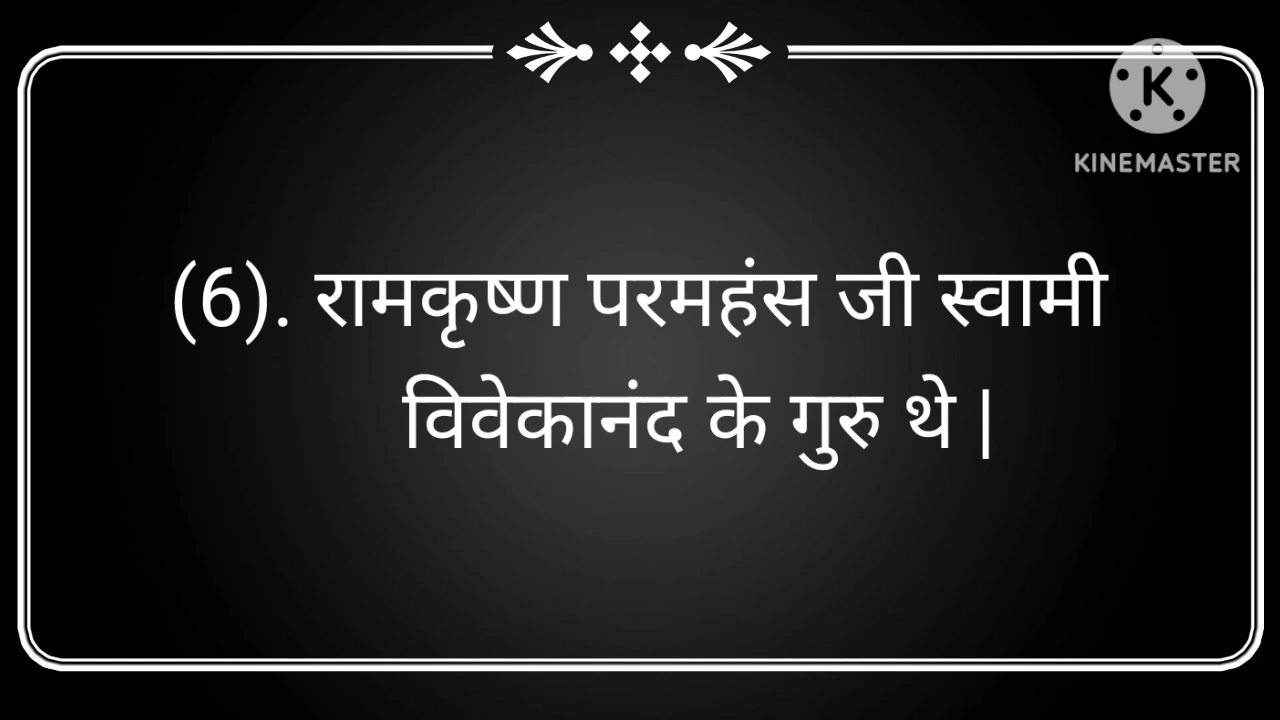 KINEMASTER
(6). रामकृष्ण परमहंस जी स्वामी
विवेकानंद के गुरु थे |